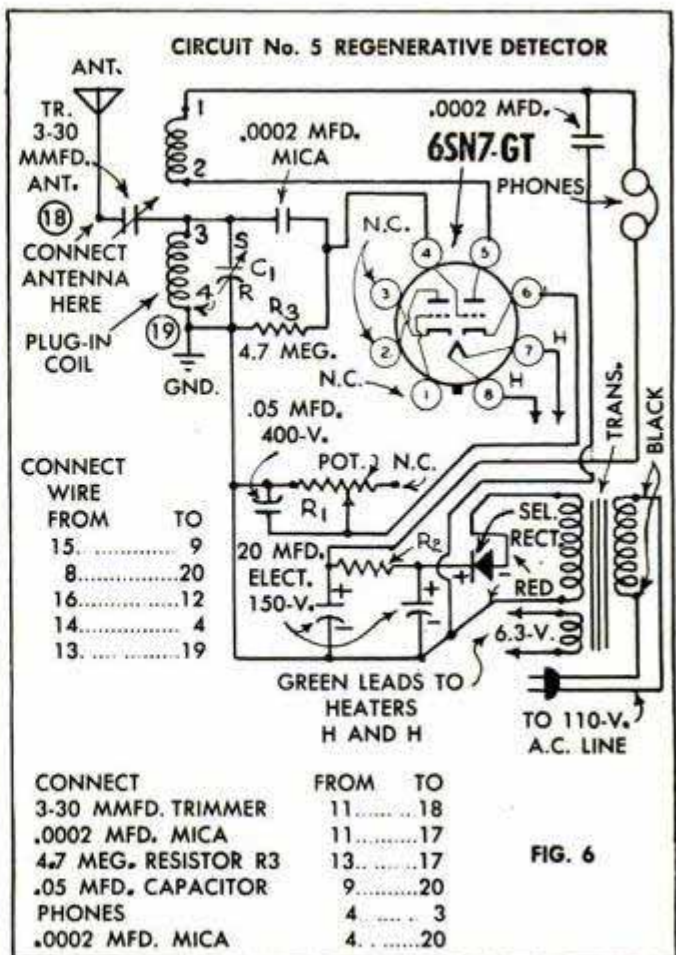 CIRCUIT No. 5 REGENERATIVE DETECTOR
ANT.
TR.
3-30
MMFD.
ANT.
18
CONNECT
ANTENNA
HERE
PLUG-IN
COIL
1
2
3
4
19
GND.
.0002 MFD.
MICA
S
C1
R
R3
4.7 MEG.
6SN7-GT
.0002 MFD.
PHONES
N.C.
4
5
3
6
2
7
1
8
N.C.
H
H
.05 MFD.
400-V.
POT.
N.C.
R1
20 MFD.
ELECT.
150-V.
R2
+
-
+
-
+
-
SEL.
RECT.
RED
TRANS.
BLACK
6.3-V.
GREEN LEADS TO
HEATERS
H AND H
TO 110-V.
A.C. LINE
CONNECT
WIRE
FROM TO
15.............. 9
8..............20
16..............12
14.............. 4
13..............19
CONNECT FROM TO
3-30 MMFD. TRIMMER 11........18
.0002 MFD. MICA 11........17
4.7 MEG. RESISTOR R3 13........17
.05 MFD. CAPACITOR 9..........20
PHONES 4........ 3
.0002 MFD. MICA 4.........20
FIG. 6